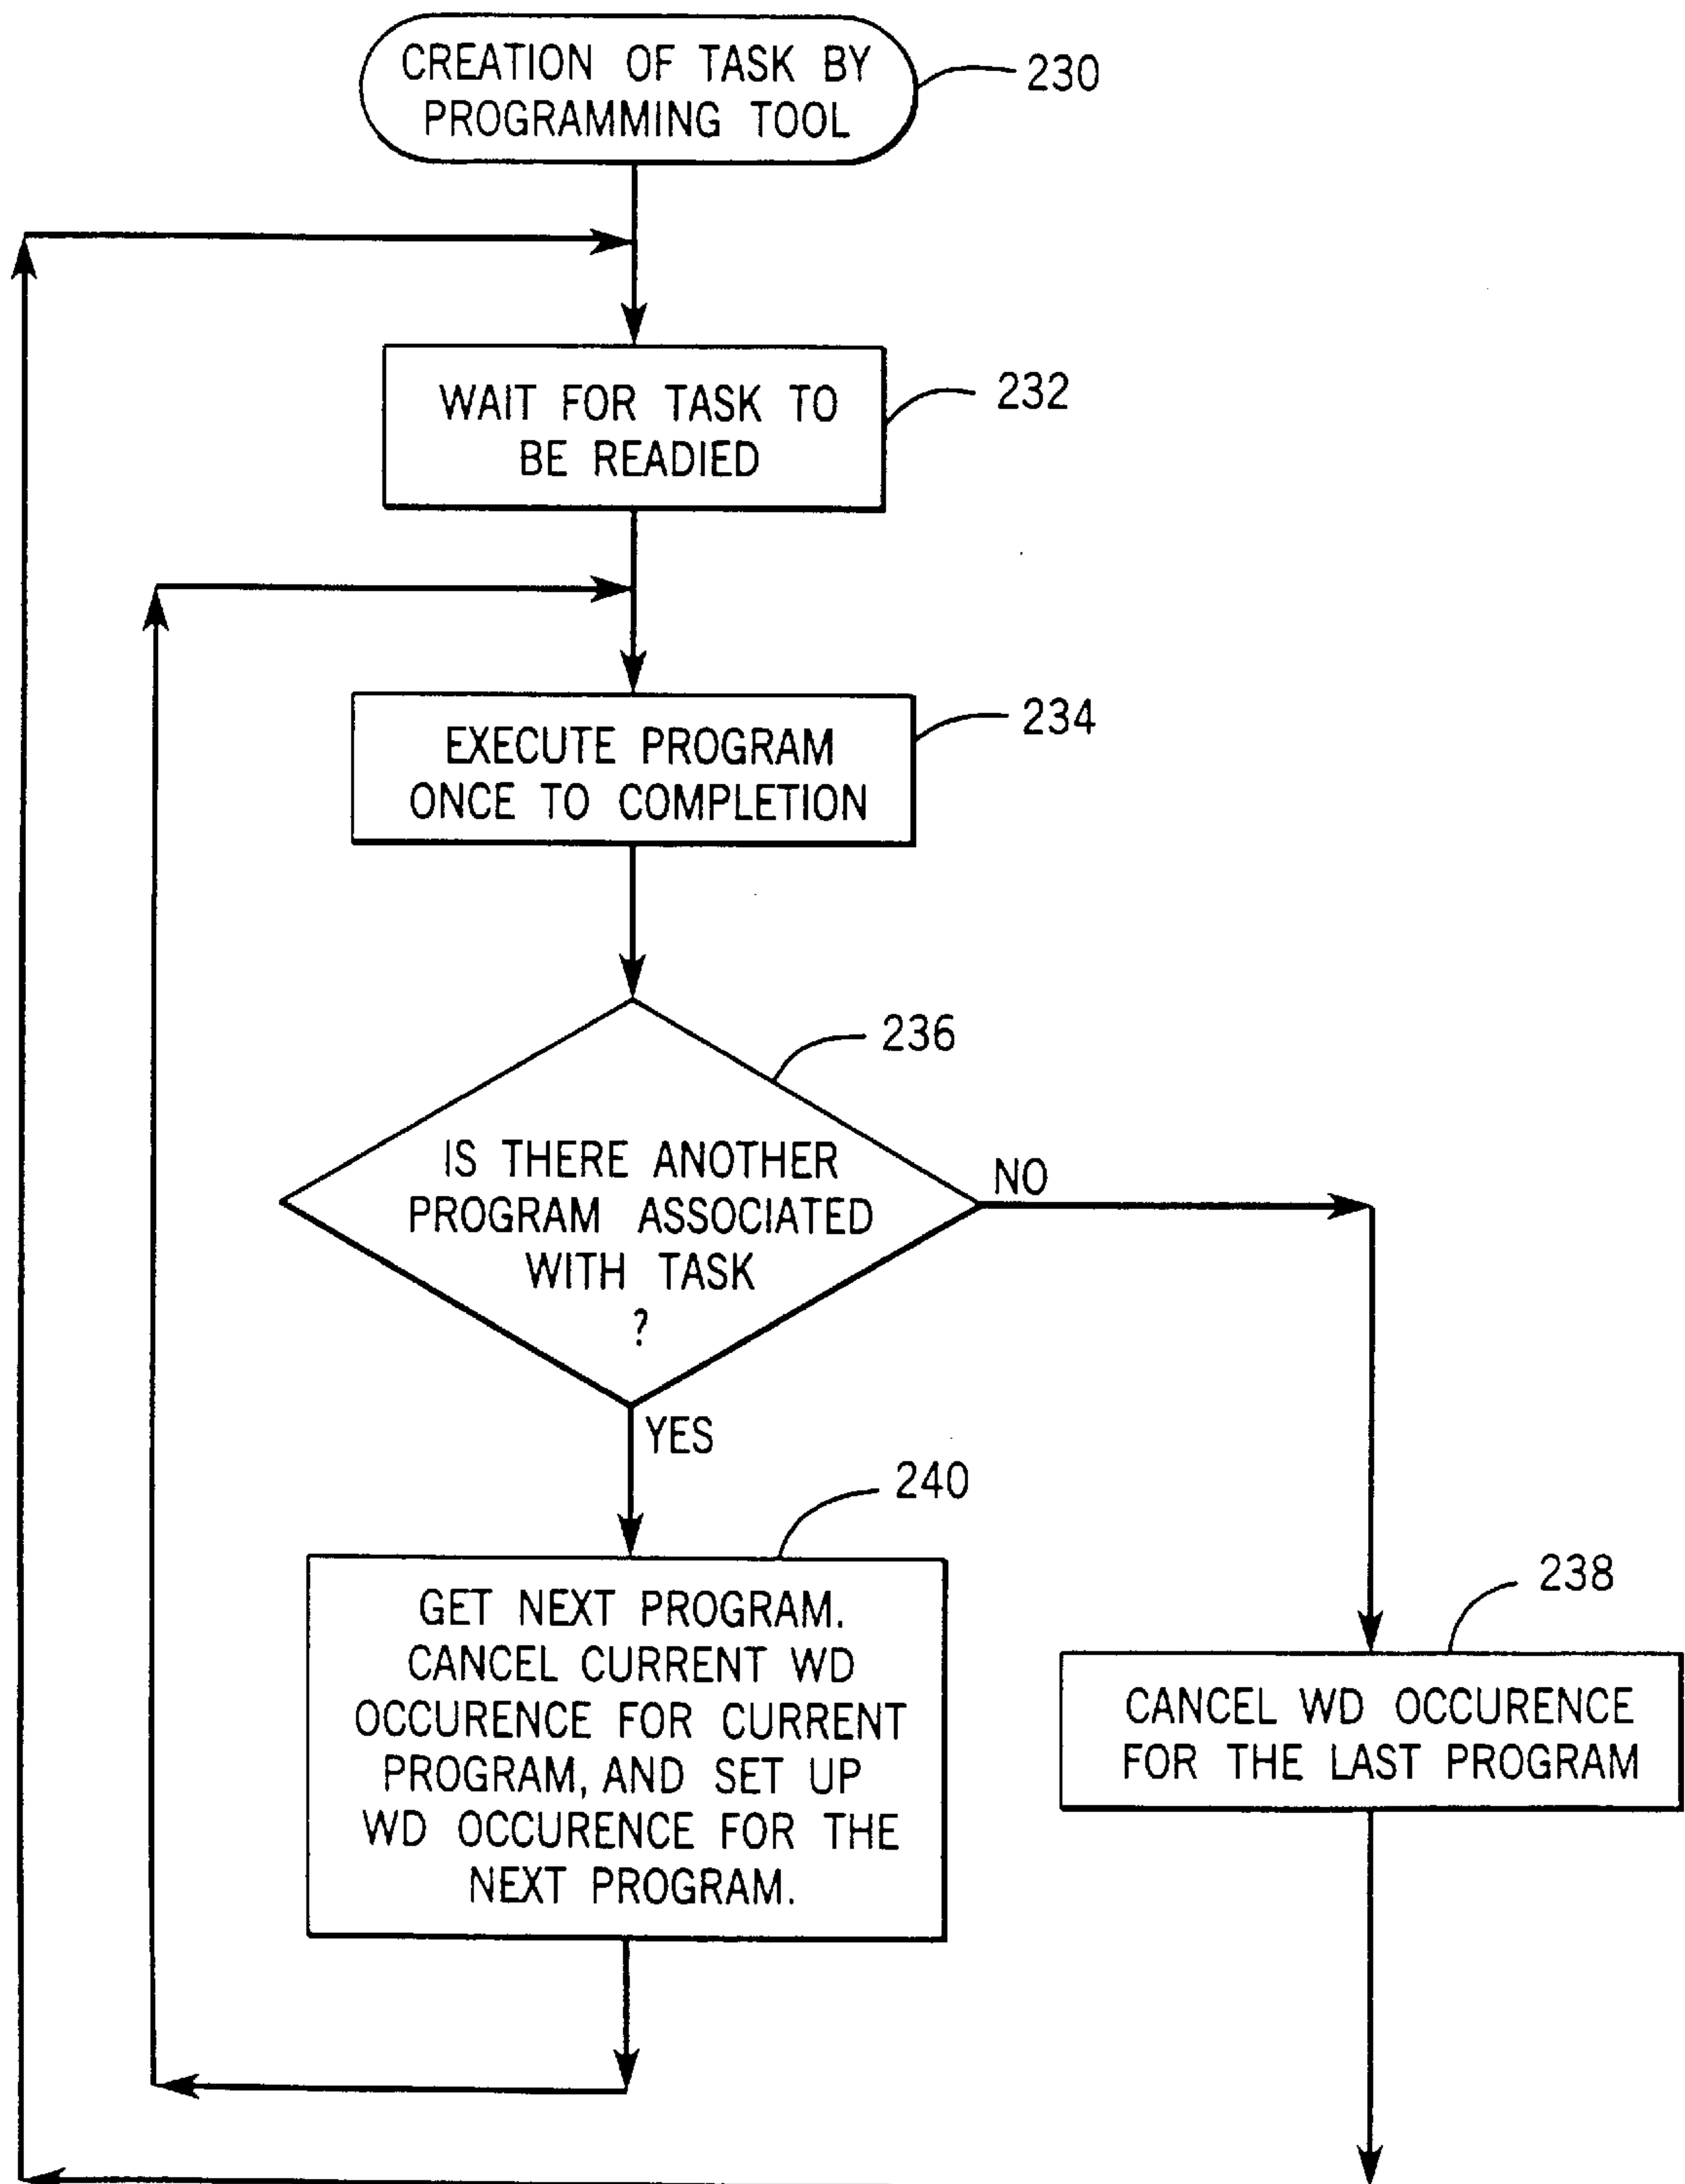 CREATION OF TASK BY
PROGRAMMING TOOL
230
WAIT FOR TASK TO
BE READIED
232
EXECUTE PROGRAM
ONCE TO COMPLETION
234
236
IS THERE ANOTHER
PROGRAM ASSOCIATED
WITH TASK
?
NO
YES
240
GET NEXT PROGRAM.
CANCEL CURRENT WD
OCCURENCE FOR CURRENT
PROGRAM, AND SET UP
WD OCCURENCE FOR THE
NEXT PROGRAM.
238
CANCEL WD OCCURENCE
FOR THE LAST PROGRAM